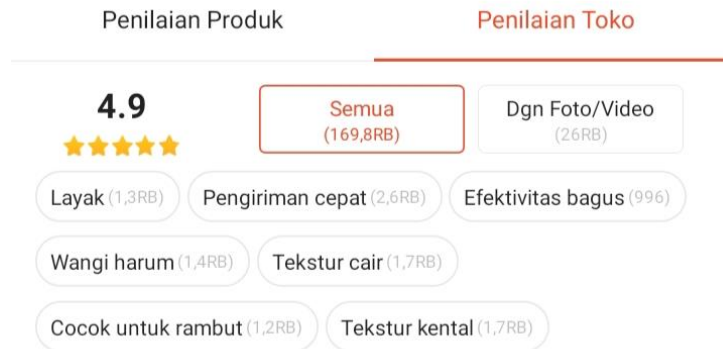 Penilaian Produk
Penilaian Toko
4.9
Semua
(169,8RB)
Dgn Foto/Video
(26RB)
Layak (1,3RB)
Pengiriman cepat (2,6RB)
Efektivitas bagus (996)
Wangi harum (1,4RB)
Tekstur cair (1,7RB)
Cocok untuk rambut (1,2RB)
Tekstur kental (1,7RB)